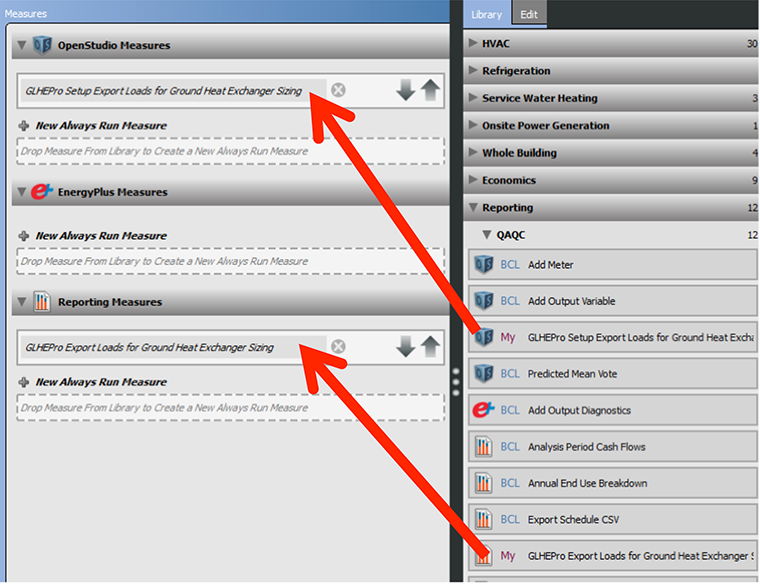 Measures
OpenStudio Measures
GLHEPro Setup Export Loads for Ground Heat Exchanger Sizing
New Always Run Measure
Drop Measure From Library to Create a New Always Run Measure
EnergyPlus Measures
New Always Run Measure
Drop Measure From Library to Create a New Always Run Measure
Reporting Measures
GLHEPro Export Loads for Ground Heat Exchanger Sizing
New Always Run Measure
Drop Measure From Library to Create a New Always Run Measure
Library Edit
HVAC 30
Refrigeration
Service Water Heating 3
Onsite Power Generation 1
Whole Building 4
Economics 9
Reporting 12
QAQC 12
BCL Add Meter
BCL Add Output Variable
My GLHEPro Setup Export Loads for Ground Heat Excha
BCL Predicted Mean Vote
BCL Add Output Diagnostics
BCL Analysis Period Cash Flows
BCL Annual End Use Breakdown
BCL Export Schedule CSV
My GLHEPro Export Loads for Ground Heat Exchanger S